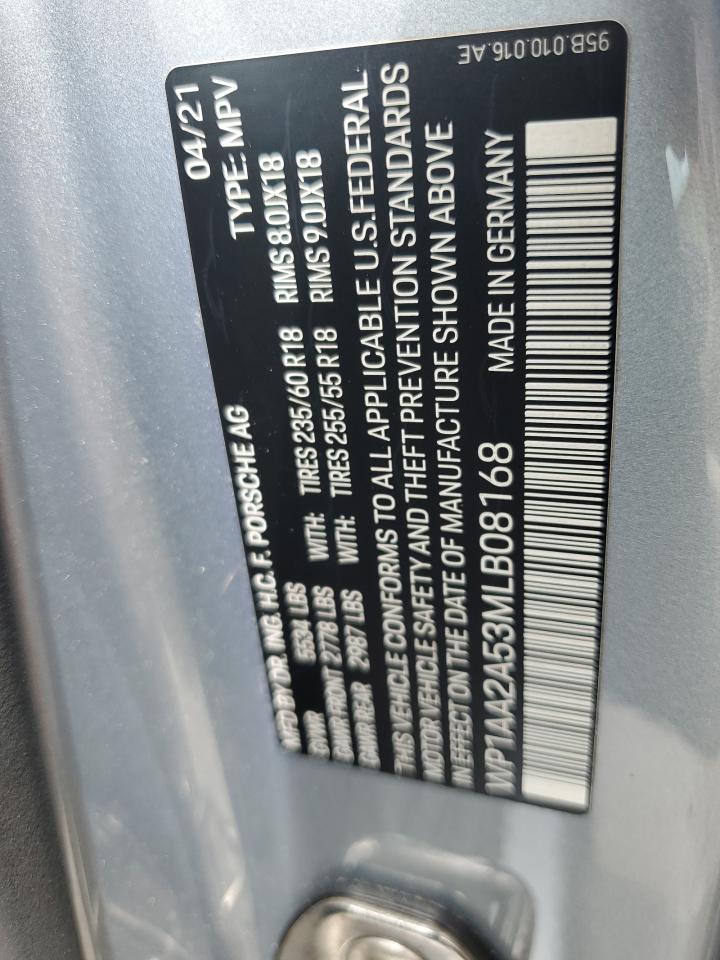 MFD BY DR. ING. H.C. F. PORSCHE AG 04/21
TYPE: MPV
GVWR 5534 LBS
GAWR FRONT 2778 LBS WITH: TIRES 235/60 R18 RIMS 8.0JX18
GAWR REAR 2987 LBS WITH: TIRES 255/55 R18 RIMS 9.0JX18
THIS VEHICLE CONFORMS TO ALL APPLICABLE U.S. FEDERAL
MOTOR VEHICLE SAFETY AND THEFT PREVENTION STANDARDS
IN EFFECT ON THE DATE OF MANUFACTURE SHOWN ABOVE
WP1AA2A53MLB08168 MADE IN GERMANY
95B.010.016.AE